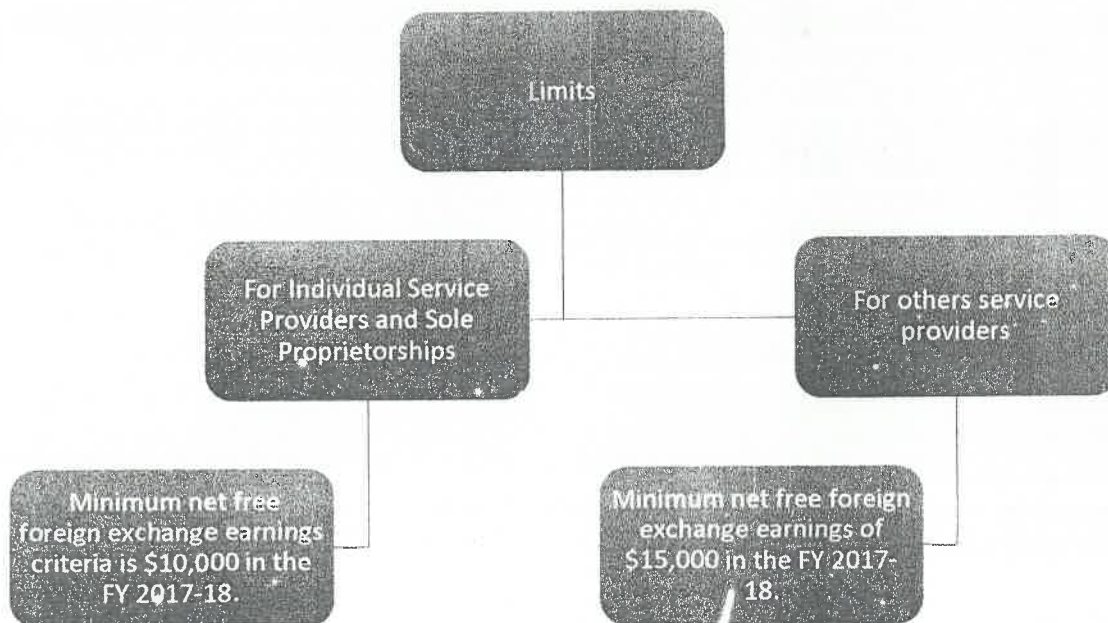 Limits
For Individual Service
Providers and Sole
Proprietorships
For others service
providers
Minimum net free
foreign exchange earnings
criteria is $10,000 in the
FY 2017-18.
Minimum net free foreign
exchange earnings of
$15,000 in the FY 2017-
18.